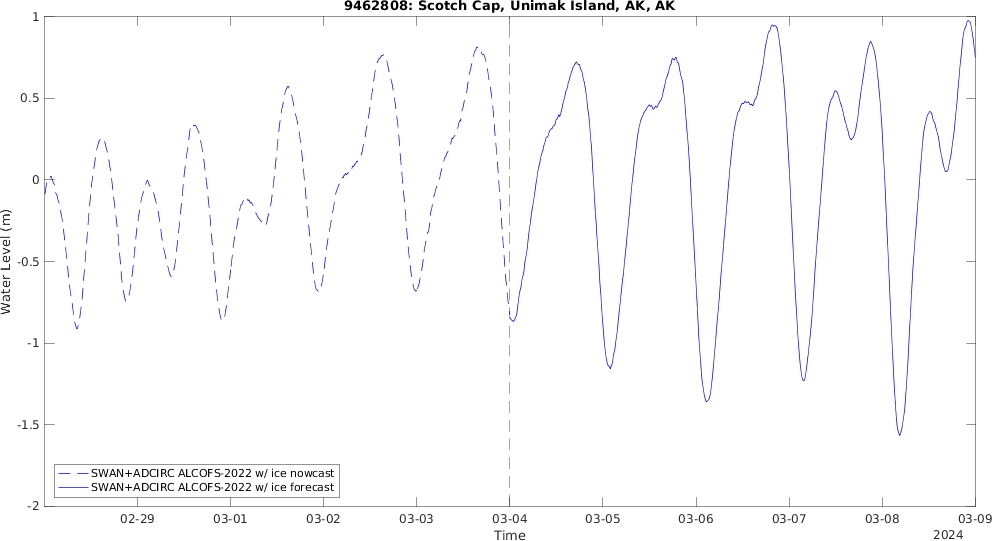 9462808: Scotch Cap, Unimak Island, AK, AK
1
0.5
0
-0.5
-1
-1.5
-2
Water Level (m)
SWAN+ADCIRC ALCOFS-2022 w/ ice nowcast
SWAN+ADCIRC ALCOFS-2022 w/ ice forecast
02-29 03-01 03-02 03-03 03-04 03-05 03-06 03-07 03-08 03-09
Time 2024